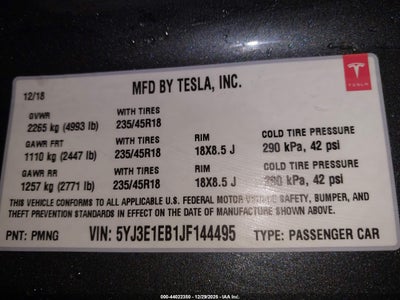 MFD BY TESLA, INC.
TESLA
12/18
GVWR WITH TIRES
2265 kg (4993 lb) 235/45R18
GAWR FRT WITH TIRES RIM COLD TIRE PRESSURE
1110 kg (2447 lb) 235/45R18 18X8.5 J 290 kPa, 42 psi
GAWR RR WITH TIRES RIM COLD TIRE PRESSURE
1257 kg (2771 lb) 235/45R18 18X8.5 J 290 kPa, 42 psi
THIS VEHICLE CONFORMS TO ALL APPLICABLE U.S. FEDERAL MOTOR VEHICLE SAFETY, BUMPER, AND
THEFT PREVENTION STANDARDS IN EFFECT ON THE DATE OF MANUFACTURE SHOWN ABOVE.
PNT: PMNG VIN: 5YJ3E1EB1JF144495 TYPE: PASSENGER CAR
000-44022350 - 12/29/2025 - IAA Inc.